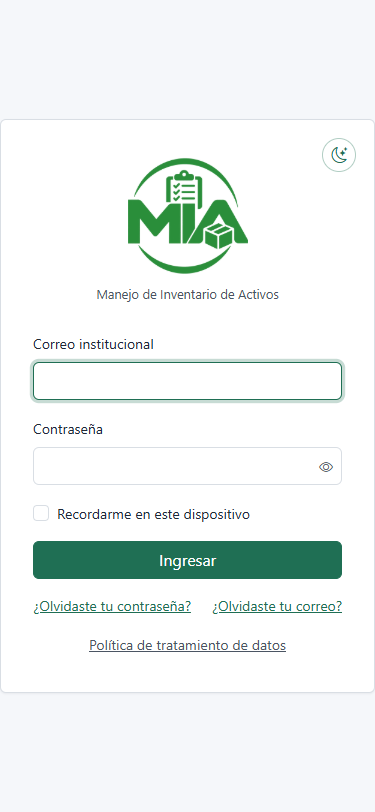 MIA
Manejo de Inventario de Activos
Correo institucional
Contraseña
Recordarme en este dispositivo
Ingresar
¿Olvidaste tu contraseña? ¿Olvidaste tu correo?
Política de tratamiento de datos